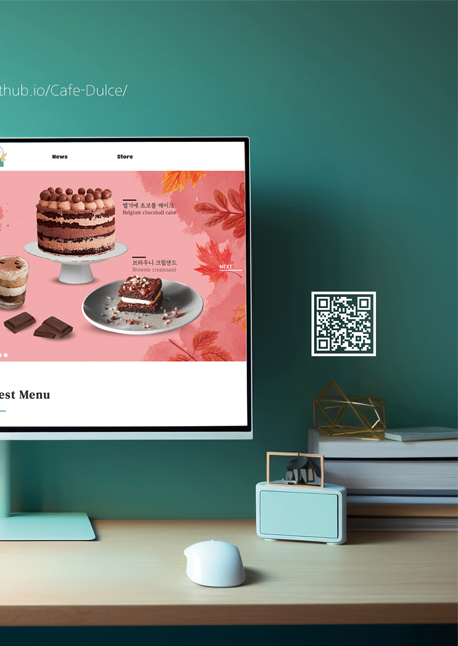 thub.io/Cafe-Dulce/
News Store
벨기에 초코볼 케이크
Belgian chocoball cake
브라우니 크림샌드
Brownie creamsand
NEXT
est Menu